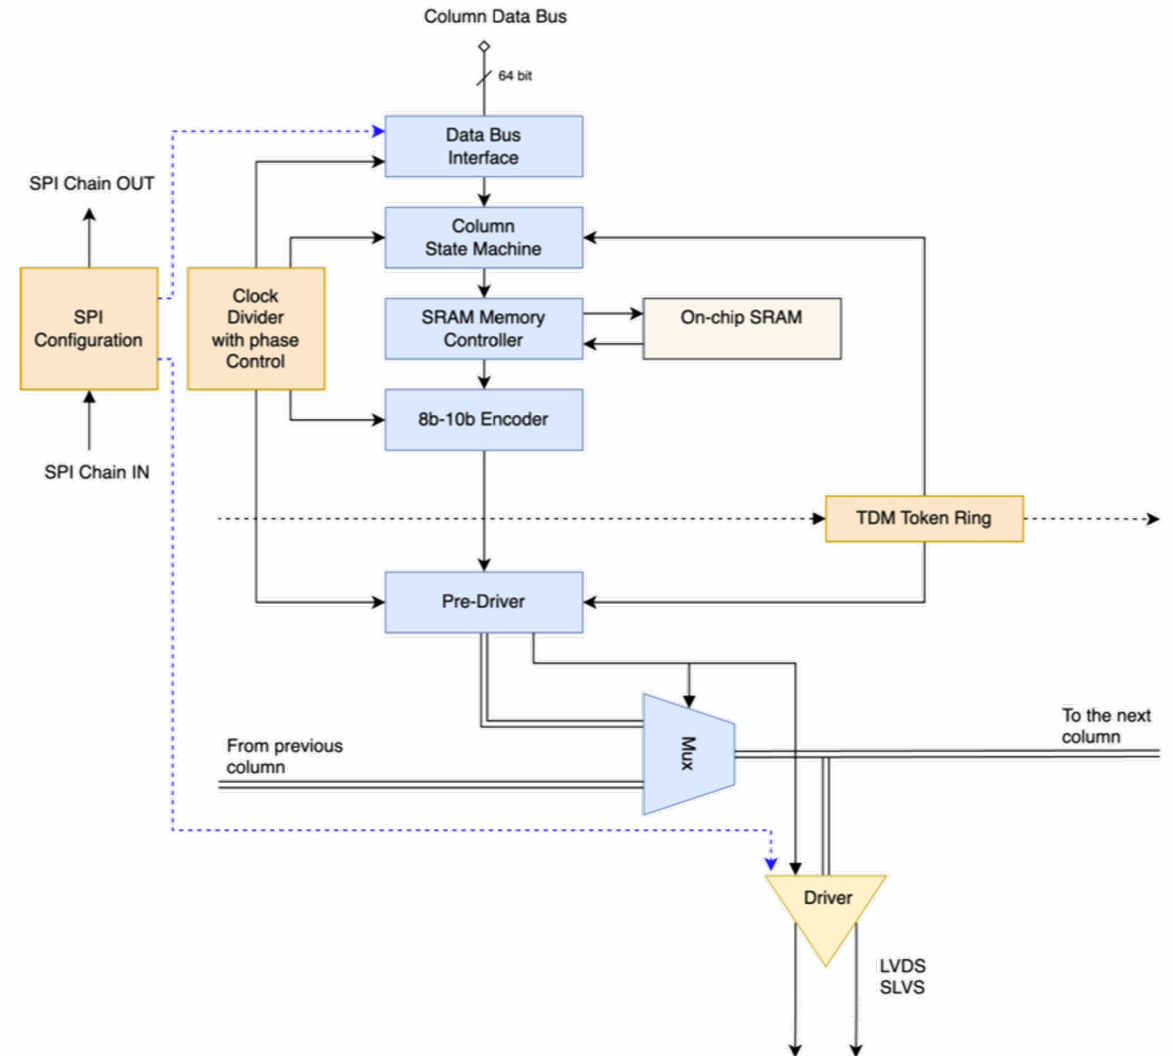 Column Data Bus
64 bit
Data Bus
Interface
SPI Chain OUT
Column
State Machine
SPI
Configuration
Clock
Divider
with phase
Control
SRAM Memory
Controller
On-chip SRAM
8b-10b Encoder
SPI Chain IN
TDM Token Ring
Pre-Driver
Mux
To the next
column
From previous
column
Driver
LVDS
SLVS